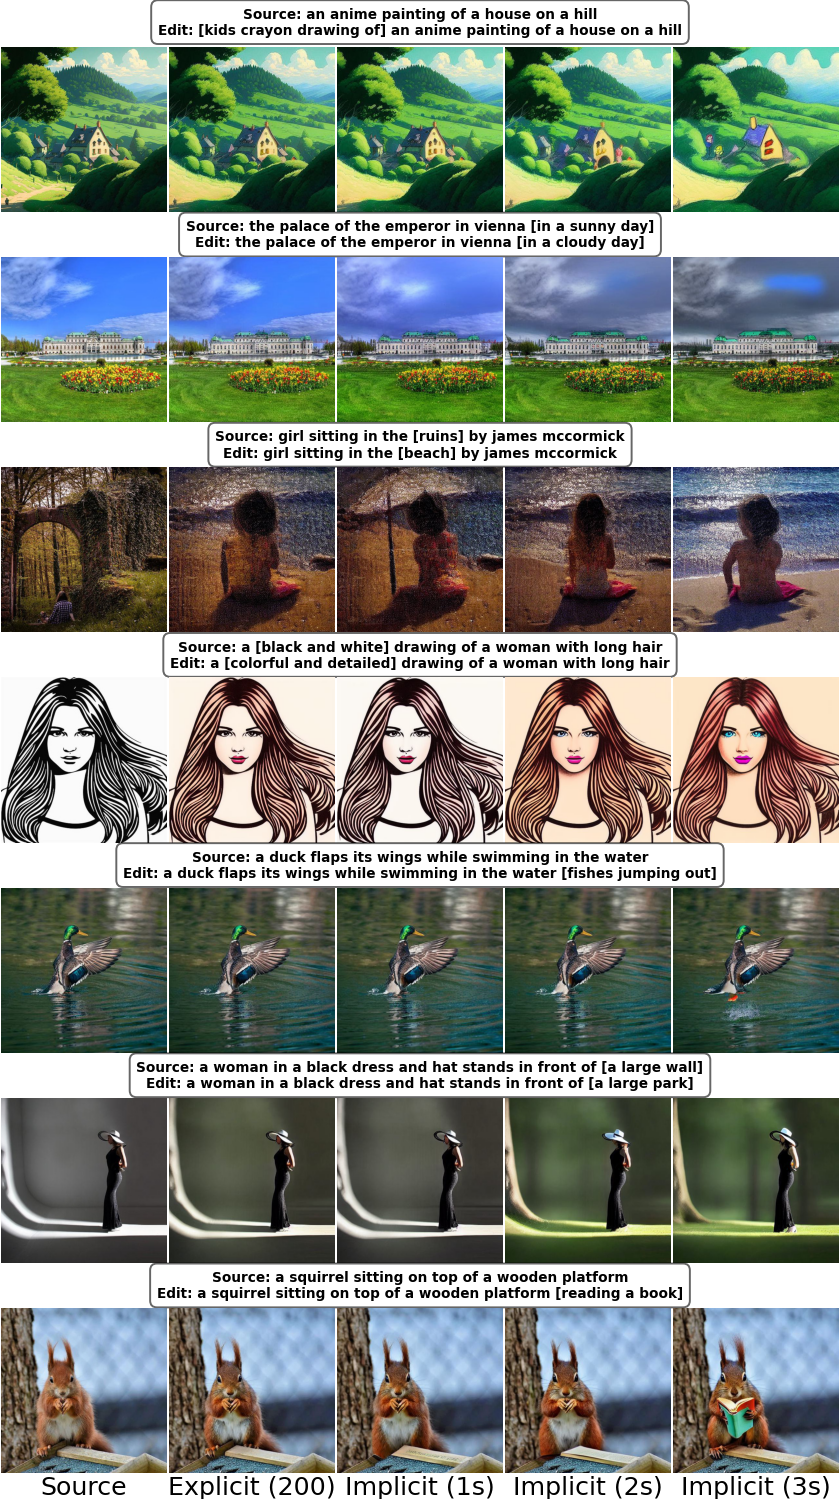 Source: an anime painting of a house on a hill
Edit: [kids crayon drawing of] an anime painting of a house on a hill
Source: the palace of the emperor in vienna [in a sunny day]
Edit: the palace of the emperor in vienna [in a cloudy day]
Source: girl sitting in the [ruins] by james mccormick
Edit: girl sitting in the [beach] by james mccormick
Source: a [black and white] drawing of a woman with long hair
Edit: a [colorful and detailed] drawing of a woman with long hair
Source: a duck flaps its wings while swimming in the water
Edit: a duck flaps its wings while swimming in the water [fishes jumping out]
Source: a woman in a black dress and hat stands in front of [a large wall]
Edit: a woman in a black dress and hat stands in front of [a large park]
Source: a squirrel sitting on top of a wooden platform
Edit: a squirrel sitting on top of a wooden platform [reading a book]
Source Explicit (200) Implicit (1s) Implicit (2s) Implicit (3s)